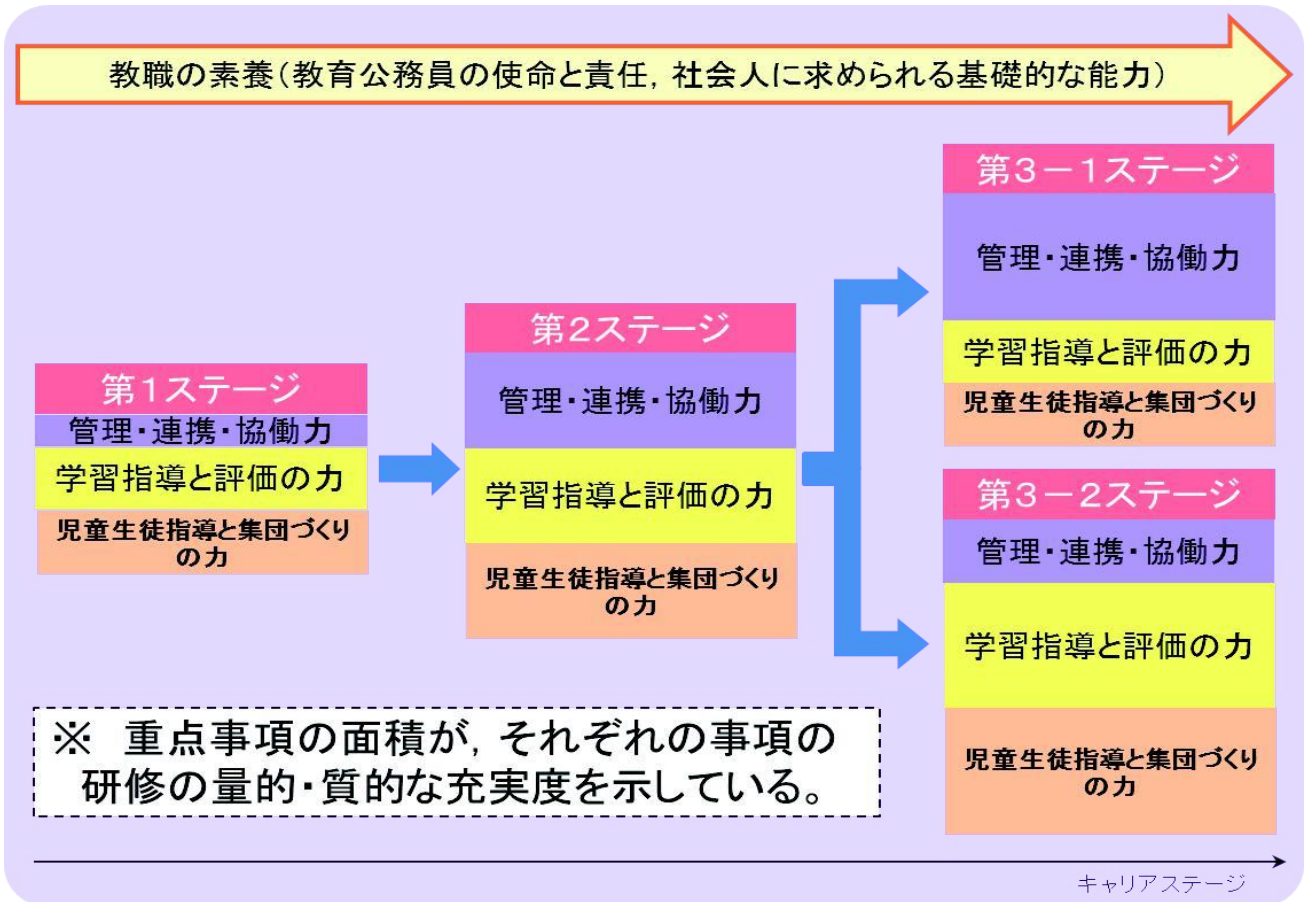 教職の素養（教育公務員の使命と責任，社会人に求められる基礎的な能力）
第１ステージ
管理・連携・協働力
学習指導と評価の力
児童生徒指導と集団づくり
の力
第２ステージ
管理・連携・協働力
学習指導と評価の力
児童生徒指導と集団づくり
の力
第３－１ステージ
管理・連携・協働力
学習指導と評価の力
児童生徒指導と集団づくり
の力
第３－２ステージ
管理・連携・協働力
学習指導と評価の力
児童生徒指導と集団づくり
の力
※　重点事項の面積が，それぞれの事項の
研修の量的・質的な充実度を示している。
キャリアステージ